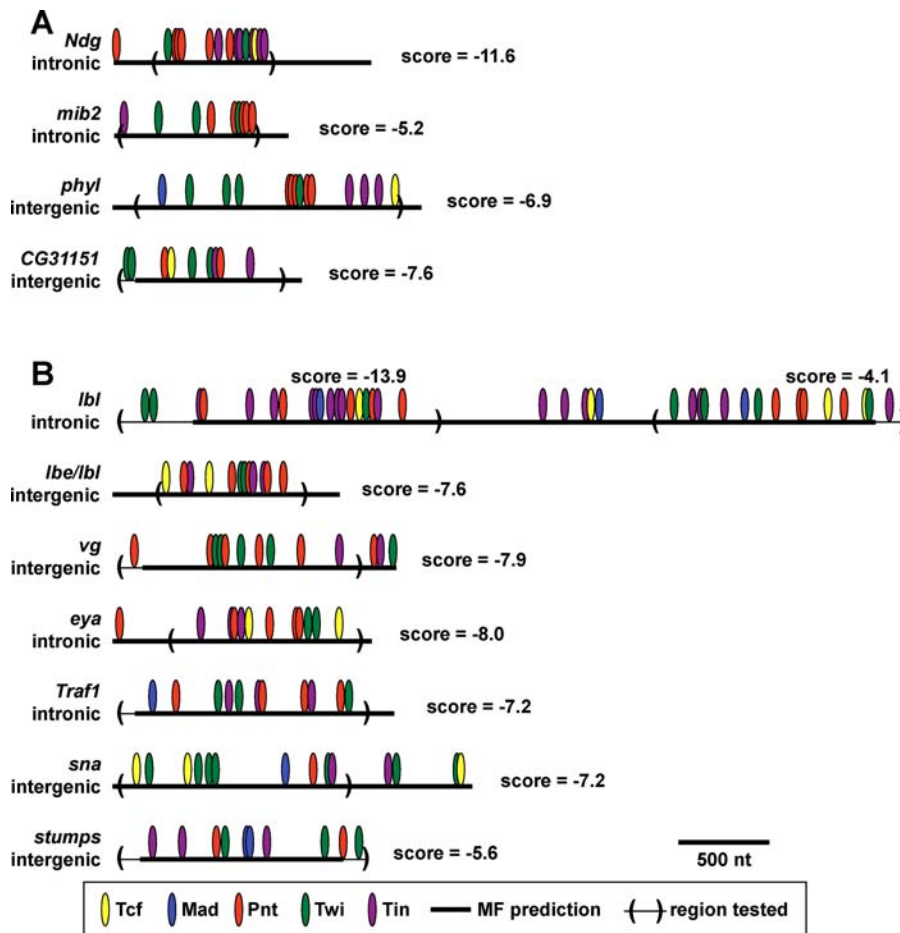 A
Ndg
intronic
score = -11.6
mib2
intronic
score = -5.2
phyl
intergenic
score = -6.9
CG31151
intergenic
score = -7.6
B
score = -13.9
score = -4.1
lbl
intronic
lbe/lbl
intergenic
score = -7.6
vg
intergenic
score = -7.9
eya
intronic
score = -8.0
Traf1
intronic
score = -7.2
sna
intergenic
score = -7.2
stumps
intergenic
score = -5.6
500 nt
Tcf Mad Pnt Twi Tin MF prediction region tested